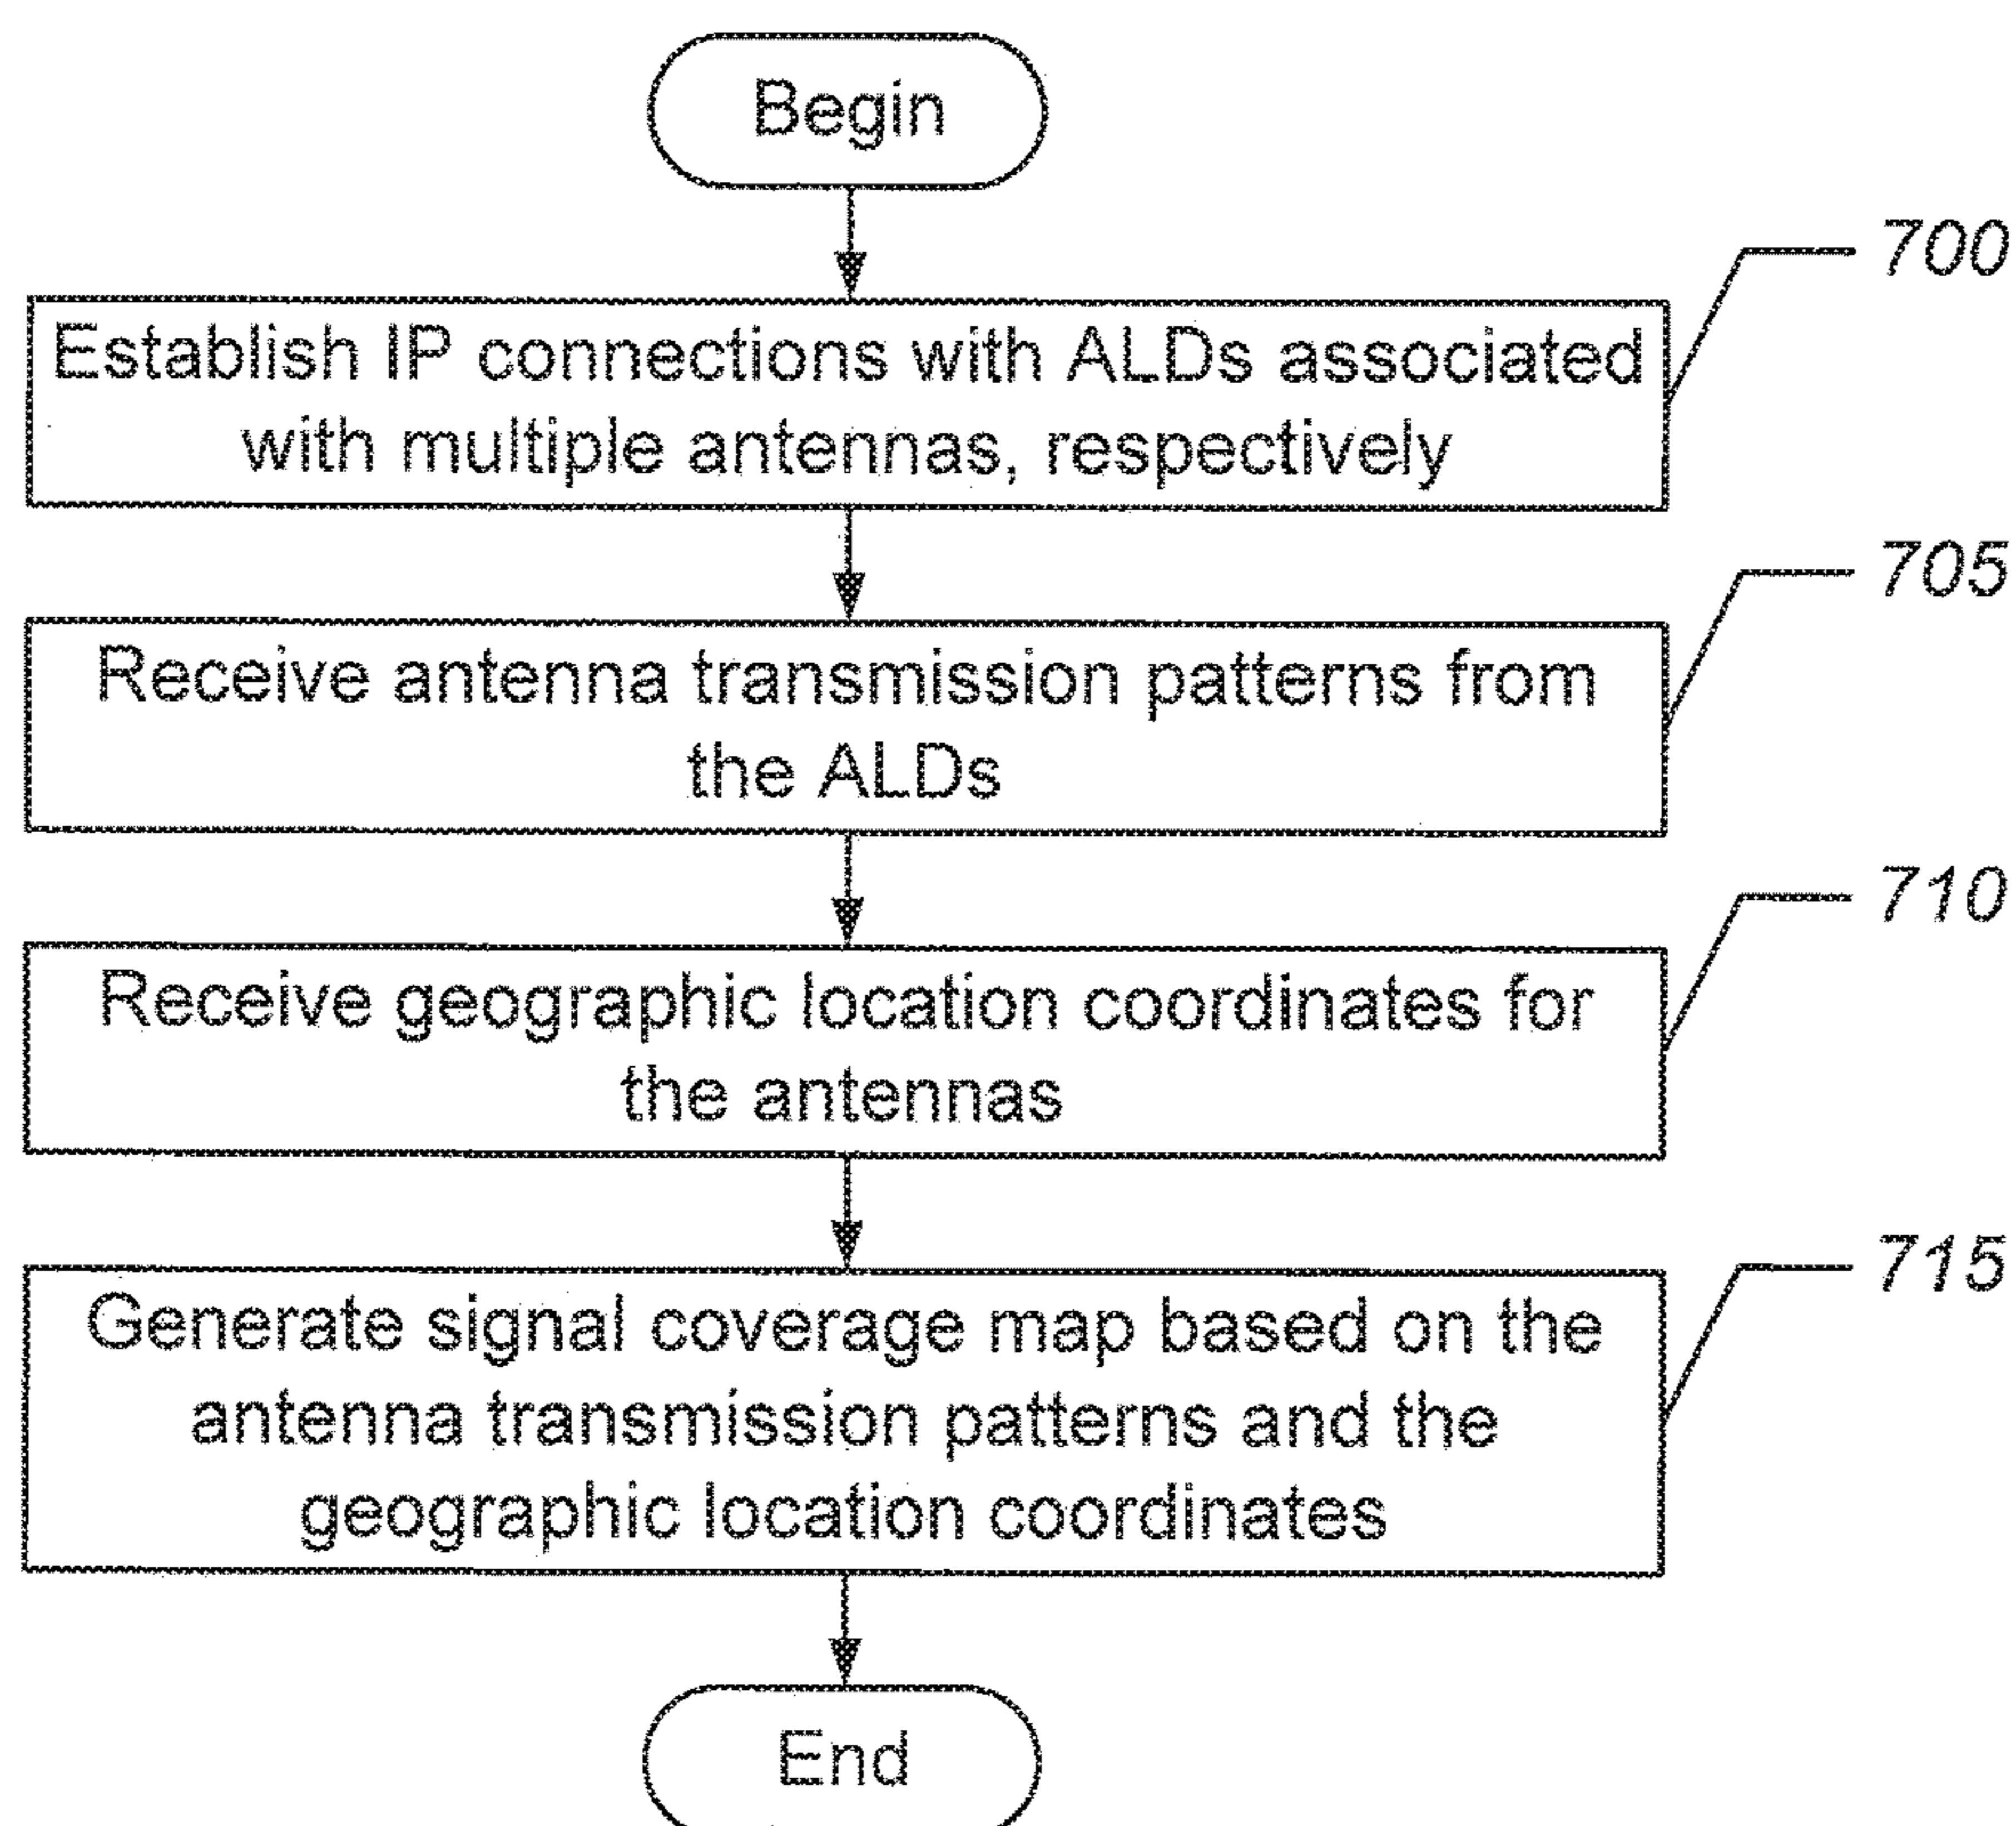 Begin
700
Establish IP connections with ALDs associated
with multiple antennas, respectively
705
Receive antenna transmission patterns from
the ALDs
710
Receive geographic location coordinates for
the antennas
715
Generate signal coverage map based on the
antenna transmission patterns and the
geographic location coordinates
End